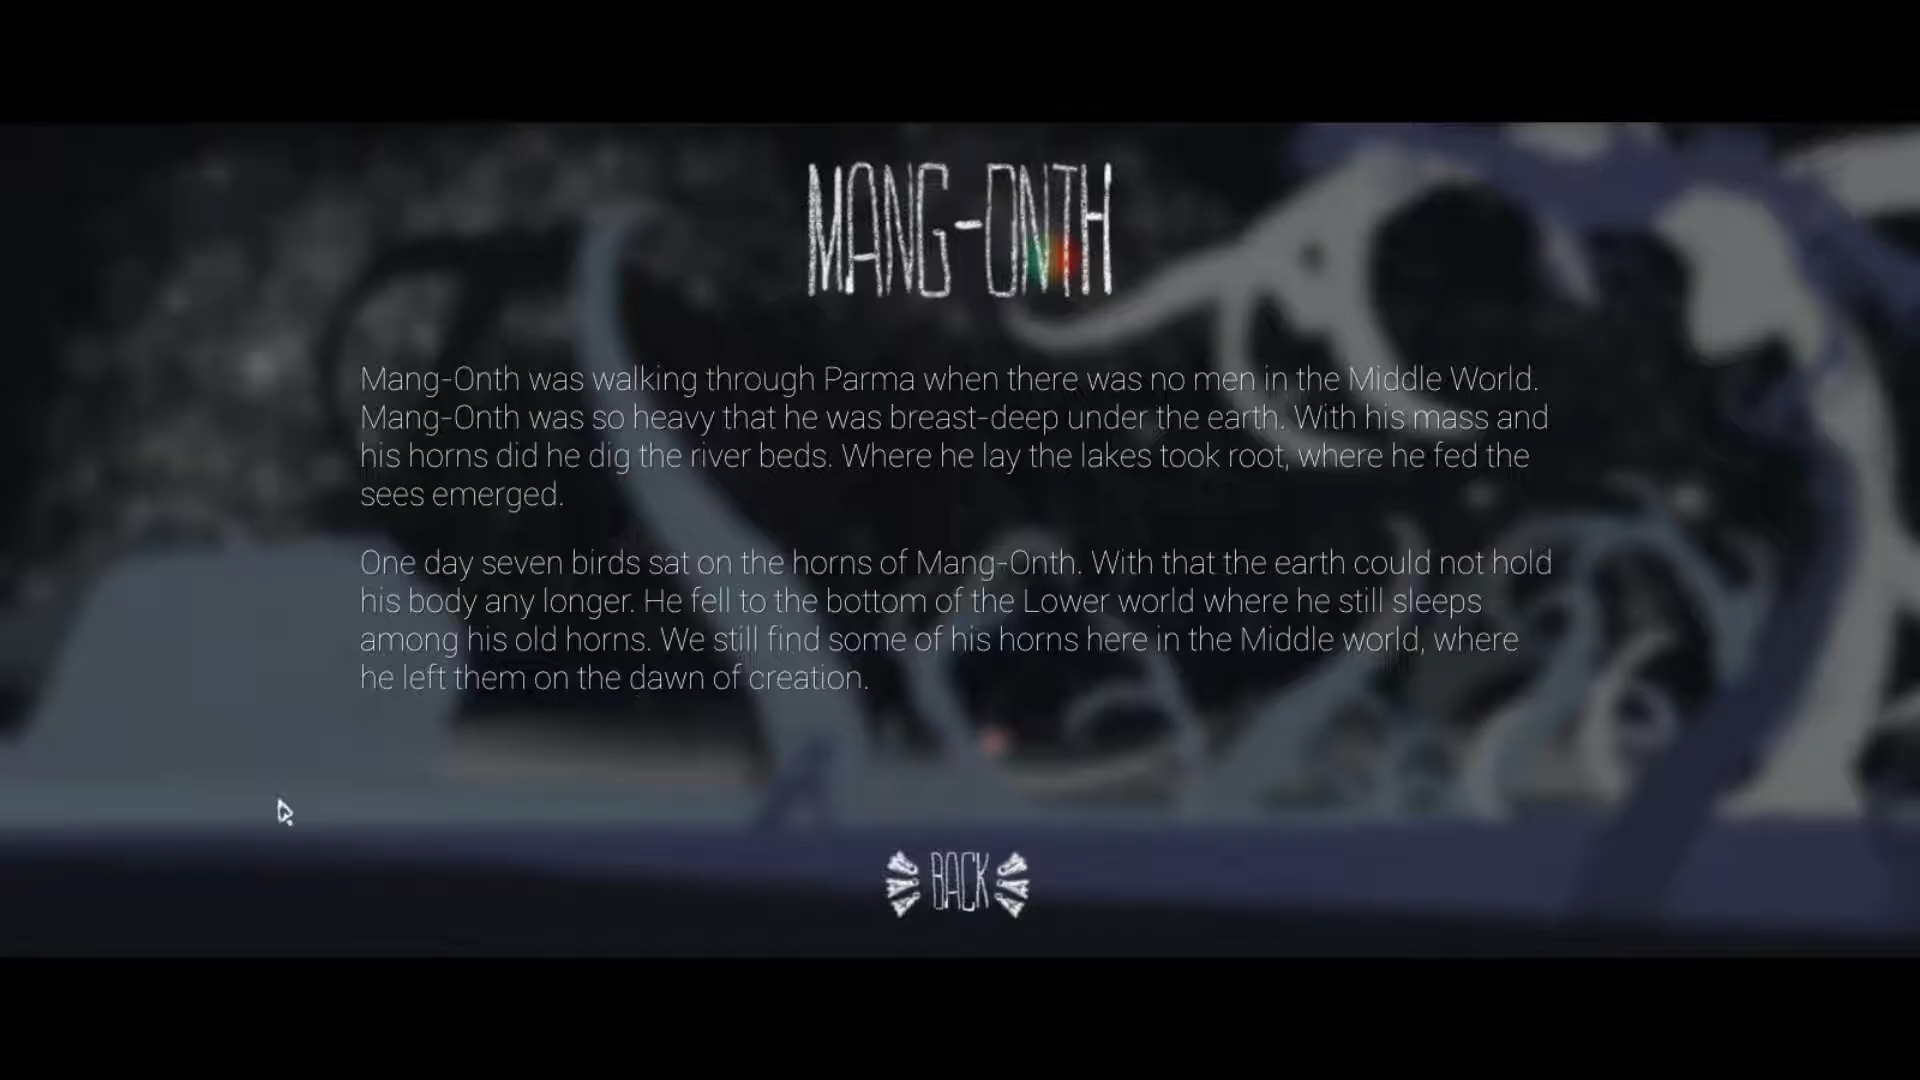 MANG-ONTH
Mang-Onth was walking through Parma when there was no men in the Middle World.
Mang-Onth was so heavy that he was breast-deep under the earth. With his mass and
his horns did he dig the river beds. Where he lay the lakes took root, where he fed the
sees emerged.
One day seven birds sat on the horns of Mang-Onth. With that the earth could not hold
his body any longer. He fell to the bottom of the Lower world where he still sleeps
among his old horns. We still find some of his horns here in the Middle world, where
he left them on the dawn of creation.
BACK